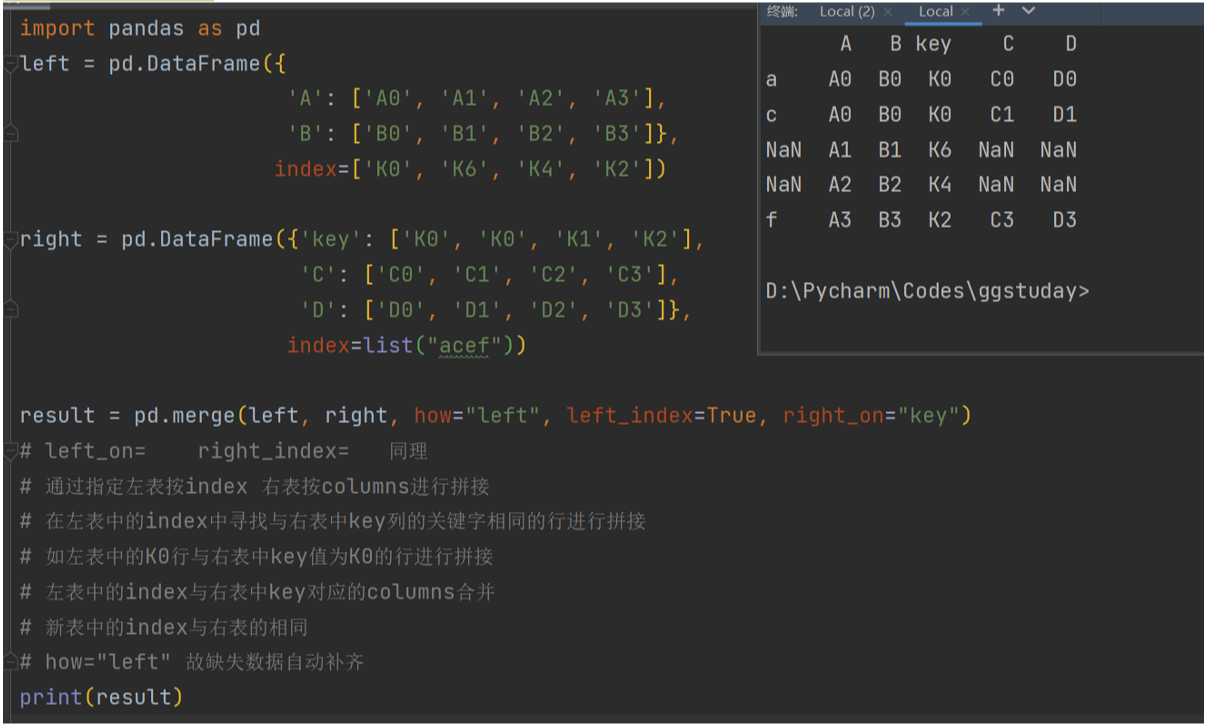 import pandas as pd
left = pd.DataFrame({
'A': ['A0', 'A1', 'A2', 'A3'],
'B': ['B0', 'B1', 'B2', 'B3']},
index=['K0', 'K6', 'K4', 'K2'])
right = pd.DataFrame({'key': ['K0', 'K0', 'K1', 'K2'],
'C': ['C0', 'C1', 'C2', 'C3'],
'D': ['D0', 'D1', 'D2', 'D3']},
index=list("acef"))
result = pd.merge(left, right, how="left", left_index=True, right_on="key")
# left_on=    right_index=   同理
# 通过指定左表按index 右表按columns进行拼接
# 在左表中的index中寻找与右表中key列的关键字相同的行进行拼接
# 如左表中的K0行与右表中key值为K0的行进行拼接
# 左表中的index与右表中key对应的columns合并
# 新表中的index与右表的相同
# how="left" 故缺失数据自动补齐
print(result)
终端: Local (2) × Local × +
A B key C D
a A0 B0 K0 C0 D0
c A0 B0 K0 C1 D1
NaN A1 B1 K6 NaN NaN
NaN A2 B2 K4 NaN NaN
f A3 B3 K2 C3 D3
D:\Pycharm\Codes\ggstuday>